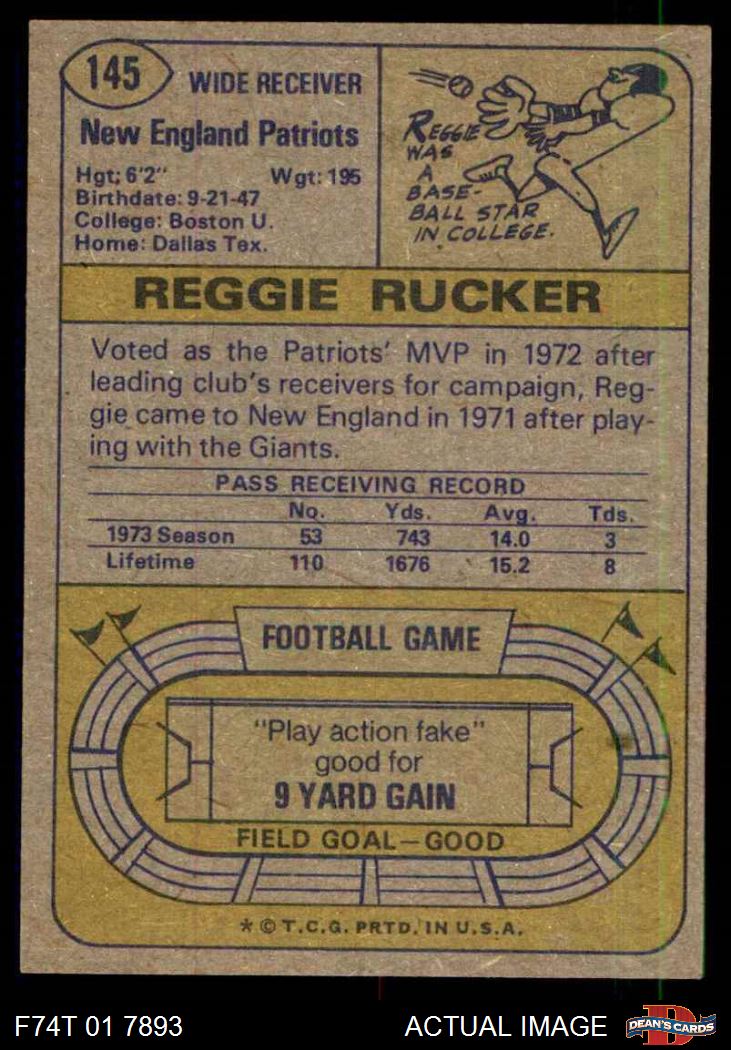 145
WIDE RECEIVER
New England Patriots
Hgt: 6'2" Wgt: 195
Birthdate: 9-21-47
College: Boston U.
Home: Dallas Tex.
REGGIE
WAS
A
BASE-
BALL STAR
IN COLLEGE.
REGGIE RUCKER
Voted as the Patriots' MVP in 1972 after
leading club's receivers for campaign, Reg-
gie came to New England in 1971 after play-
ing with the Giants.
PASS RECEIVING RECORD
No. Yds. Avg. Tds.
1973 Season 53 743 14.0 3
Lifetime 110 1676 15.2 8
FOOTBALL GAME
"Play action fake"
good for
9 YARD GAIN
FIELD GOAL—GOOD
* © T.C.G. PRTD. IN U.S.A.
F74T 01 7893 ACTUAL IMAGE DEAN'S CARDS